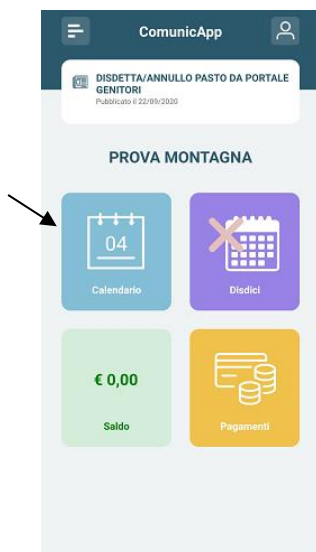 ComunicApp
DISDETTA/ANNULLO PASTO DA PORTALE
GENITORI
Pubblicato il 22/09/2020
PROVA MONTAGNA
04
Calendario
Disdici
€ 0,00
Saldo
Pagamenti